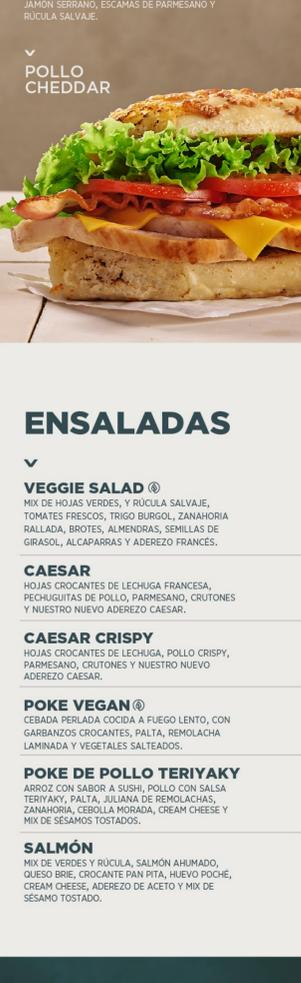 JAMÓN SERRANO, ESCAMAS DE PARMESANO Y
RÚCULA SALVAJE.
POLLO
CHEDDAR
ENSALADAS
VEGGIE SALAD
MIX DE HOJAS VERDES, Y RÚCULA SALVAJE,
TOMATES FRESCOS, TRIGO BURGOL, ZANAHORIA
RALLADA, BROTES, ALMENDRAS, SEMILLAS DE
GIRASOL, ALCAPARRAS Y ADEREZO FRANCÉS.
CAESAR
HOJAS CROCANTES DE LECHUGA FRANCESA,
PECHUGUITAS DE POLLO, PARMESANO, CRUTONES
Y NUESTRO NUEVO ADEREZO CAESAR.
CAESAR CRISPY
HOJAS CROCANTES DE LECHUGA, POLLO CRISPY,
PARMESANO, CRUTONES Y NUESTRO NUEVO
ADEREZO CAESAR.
POKE VEGAN
CEBADA PERLADA COCIDA A FUEGO LENTO, CON
GARBANZOS CROCANTES, PALTA, REMOLACHA
LAMINADA Y VEGETALES SALTEADOS.
POKE DE POLLO TERIYAKY
ARROZ CON SABOR A SUSHI, POLLO CON SALSA
TERIYAKY, PALTA, JULIANA DE REMOLACHAS,
ZANAHORIA, CEBOLLA MORADA, CREAM CHEESE Y
MIX DE SÉSAMOS TOSTADOS.
SALMÓN
MIX DE VERDES Y RÚCULA, SALMÓN AHUMADO,
QUESO BRIE, CROCANTE PAN PITA, HUEVO POCHÉ,
CREAM CHEESE, ADEREZO DE ACETO Y MIX DE
SÉSAMO TOSTADO.